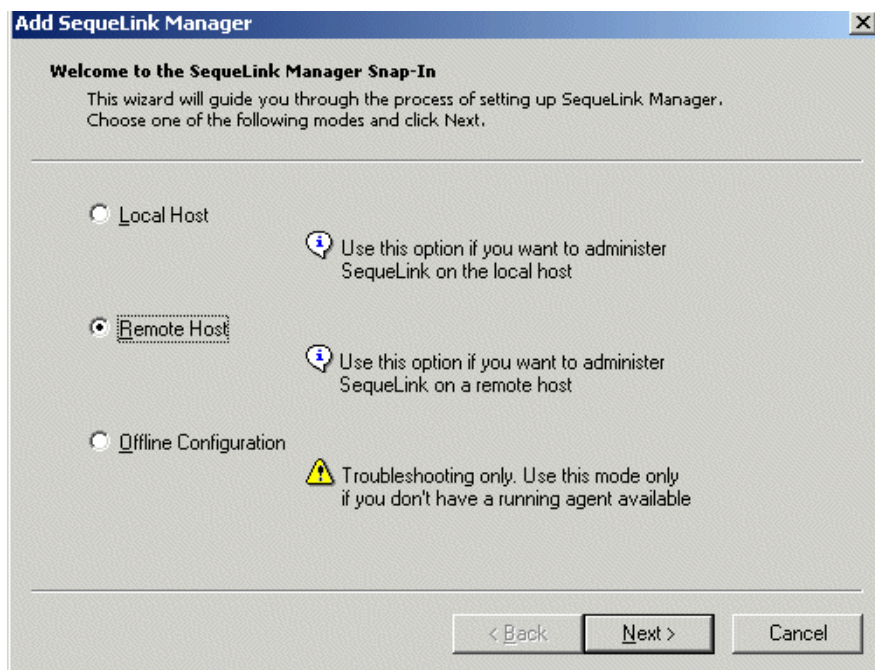 Add SequeLink Manager
Welcome to the SequeLink Manager Snap-In
This wizard will guide you through the process of setting up SequeLink Manager.
Choose one of the following modes and click Next.
Local Host
Use this option if you want to administer
SequeLink on the local host
Remote Host
Use this option if you want to administer
SequeLink on a remote host
Offline Configuration
Troubleshooting only. Use this mode only
if you don't have a running agent available
< Back
Next >
Cancel